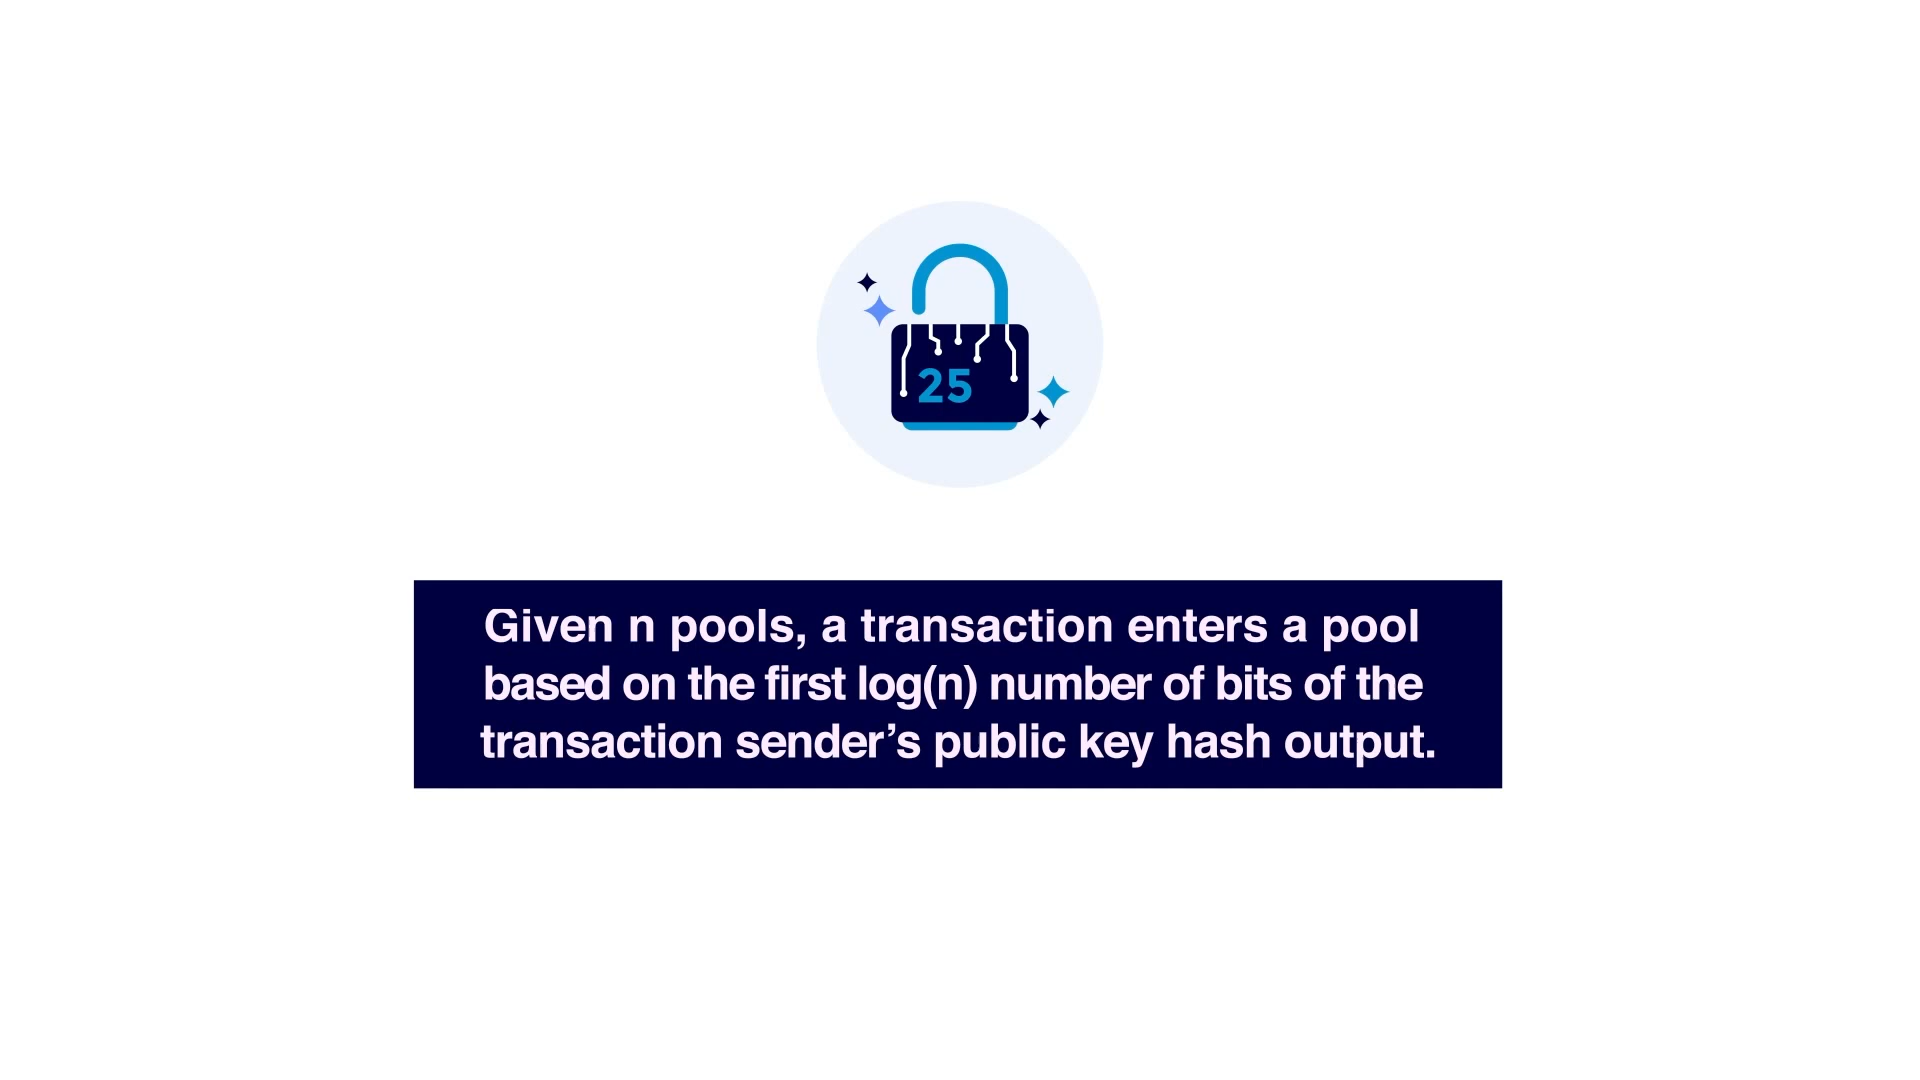 25
Given n pools, a transaction enters a pool
based on the first log(n) number of bits of the
transaction sender’s public key hash output.